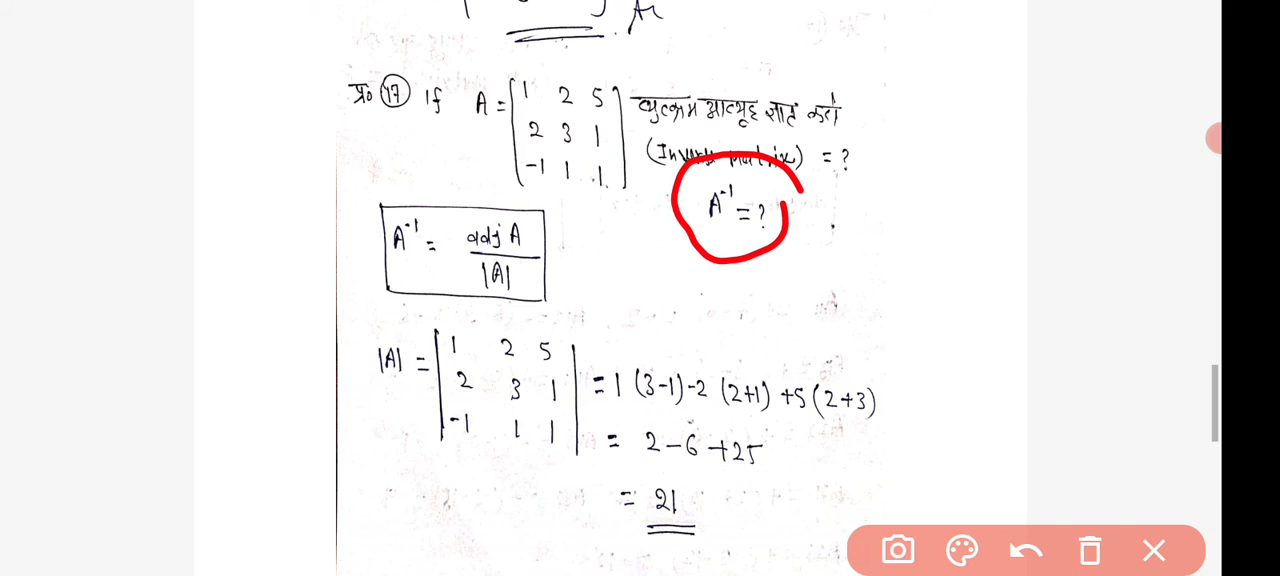 Ar
प्र० 17 If A = [1 2 5
2 3 1
-1 1 1] व्युत्क्रम आव्यूह ज्ञात करो
(Inverse matrix) = ?
A⁻¹ = ?
A⁻¹ = adj A / |A|
|A| = |1 2 5
2 3 1
-1 1 1| = 1 (3-1) -2 (2+1) +5 (2+3)
= 2 - 6 + 25
= 21